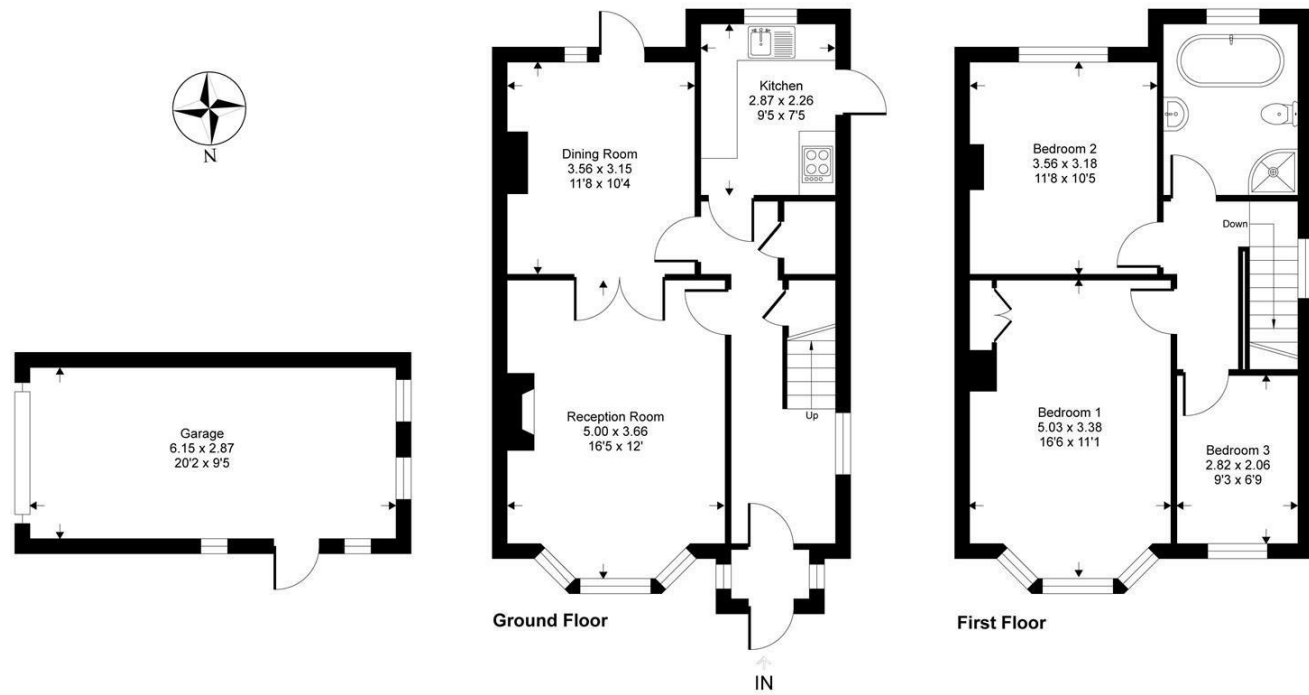 N
Garage
6.15 x 2.87
20'2 x 9'5
Kitchen
2.87 x 2.26
9'5 x 7'5
Dining Room
3.56 x 3.15
11'8 x 10'4
Reception Room
5.00 x 3.66
16'5 x 12'
Up
Ground Floor
IN
Bedroom 2
3.56 x 3.18
11'8 x 10'5
Down
Bedroom 1
5.03 x 3.38
16'6 x 11'1
Bedroom 3
2.82 x 2.06
9'3 x 6'9
First Floor